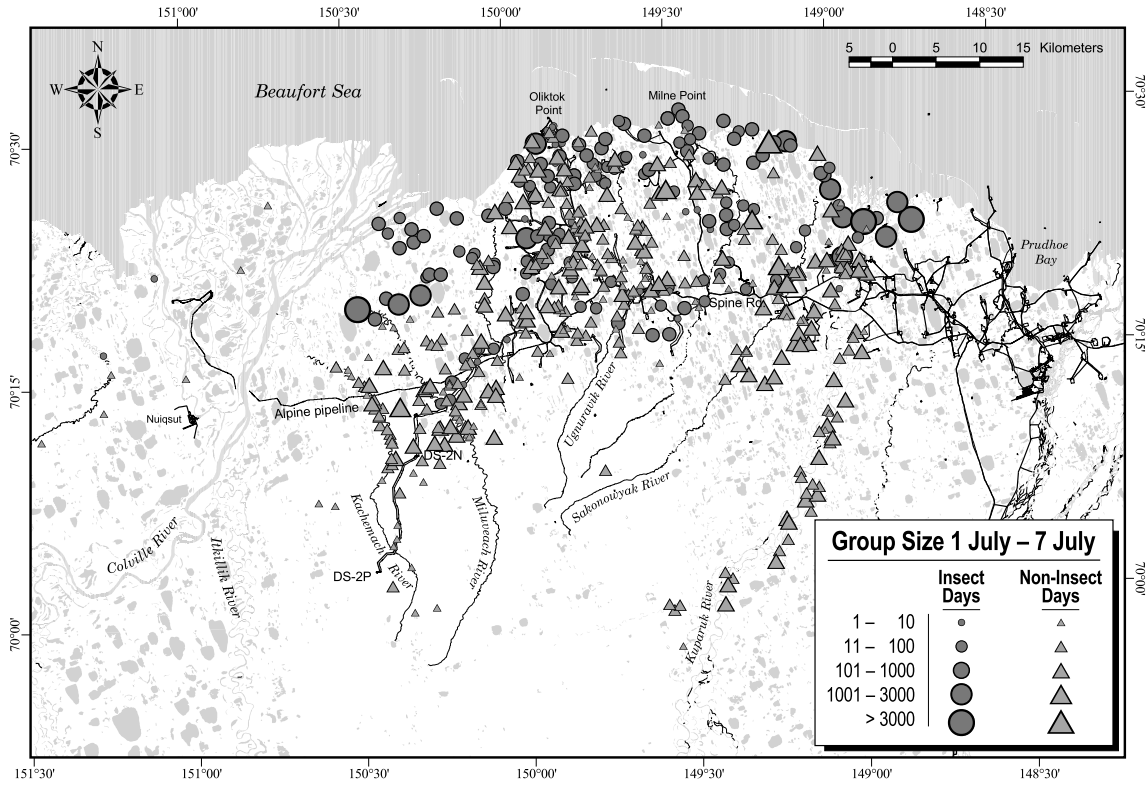 151°00' 150°30' 150°00' 149°30' 149°00' 148°30'
N
W E
S
5 0 5 10 15 Kilometers
Beaufort Sea
Oliktok
Point
Milne Point
70°30'
70°30'
Prudhoe
Bay
Spine Rd.
70°15'
70°15'
Alpine pipeline
Nuiqsut
Ugnuravik River
DS-2N
Sakonowyak River
Kachemach River
Miluveach River
Colville River
Itkillik River
DS-2P
Kuparuk River
70°00'
70°00'
Group Size 1 July – 7 July
Insect Days
Non-Insect Days
1 – 10
11 – 100
101 – 1000
1001 – 3000
> 3000
151°30' 151°00' 150°30' 150°00' 149°30' 149°00' 148°30'